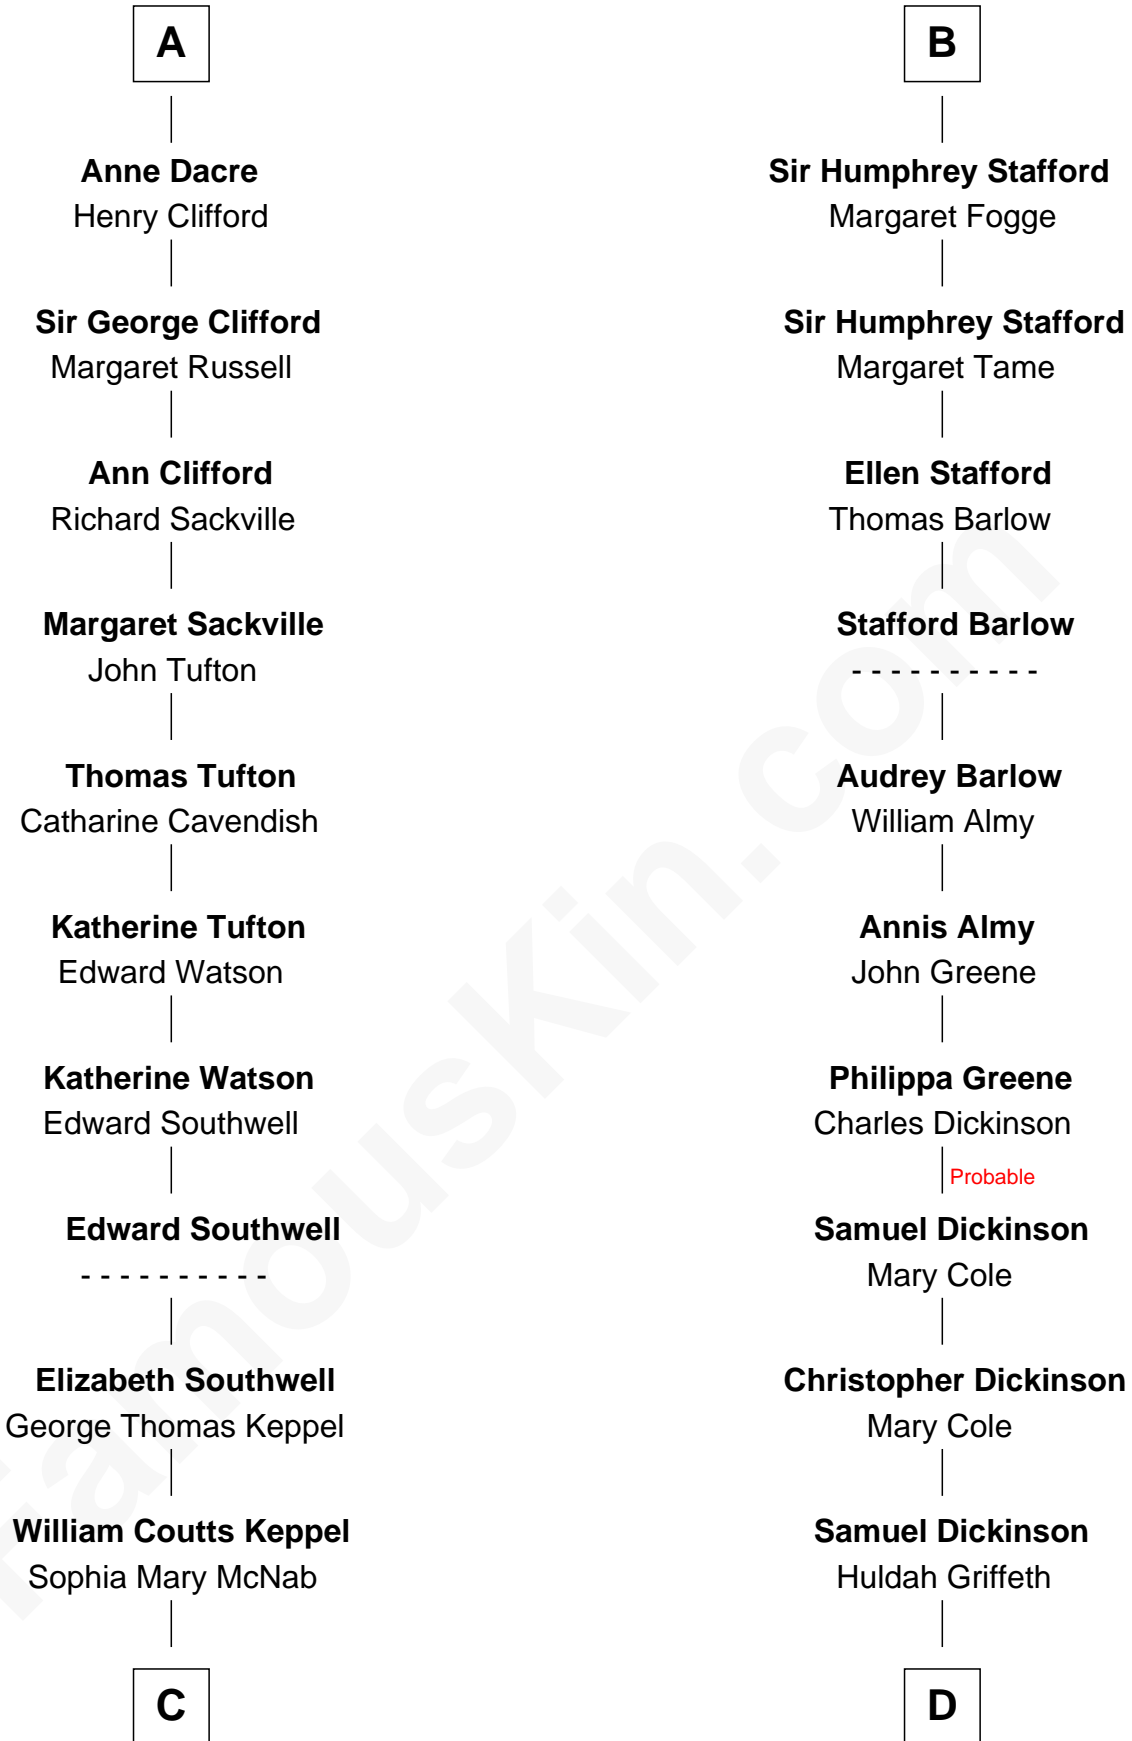 A
Anne Dacre
Henry Clifford
Sir George Clifford
Margaret Russell
Ann Clifford
Richard Sackville
Margaret Sackville
John Tufton
Thomas Tufton
Catharine Cavendish
Katherine Tufton
Edward Watson
Katherine Watson
Edward Southwell
Edward Southwell
- - - - - - - - - -
Elizabeth Southwell
George Thomas Keppel
William Coutts Keppel
Sophia Mary McNab
C
B
Sir Humphrey Stafford
Margaret Fogge
Sir Humphrey Stafford
Margaret Tame
Ellen Stafford
Thomas Barlow
Stafford Barlow
- - - - - - - - - -
Audrey Barlow
William Almy
Annis Almy
John Greene
Philippa Greene
Charles Dickinson
Probable
Samuel Dickinson
Mary Cole
Christopher Dickinson
Mary Cole
Samuel Dickinson
Huldah Griffeth
D
FamousKin.com